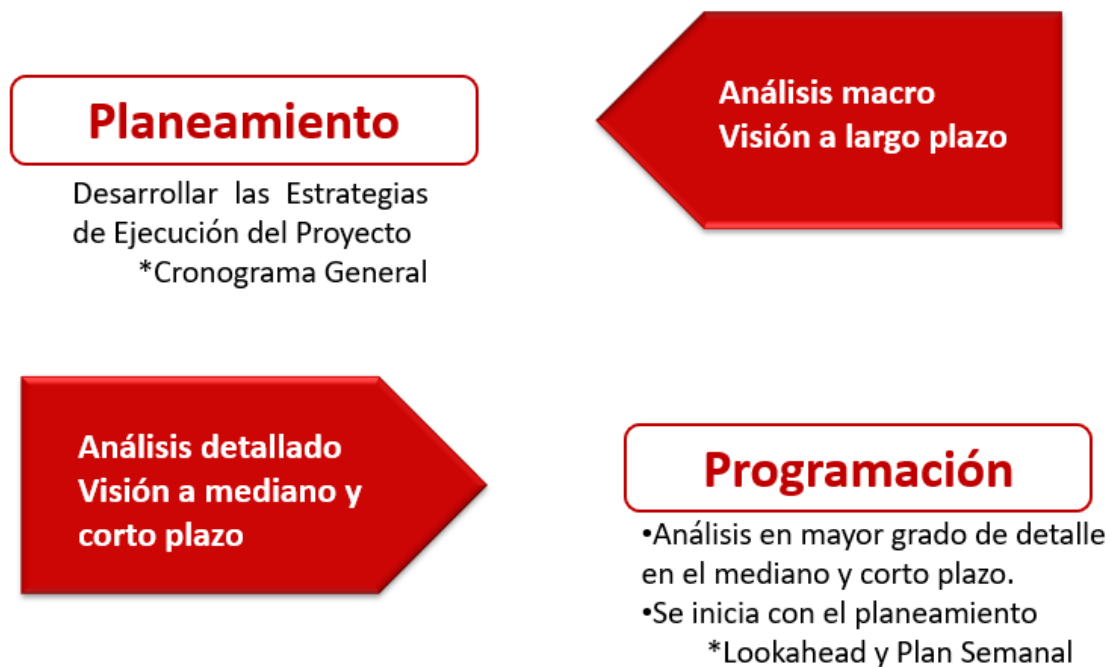 Planeamiento
Desarrollar las Estrategias
de Ejecución del Proyecto
*Cronograma General
Análisis macro
Visión a largo plazo
Análisis detallado
Visión a mediano y
corto plazo
Programación
•Análisis en mayor grado de detalle
en el mediano y corto plazo.
•Se inicia con el planeamiento
*Lookahead y Plan Semanal